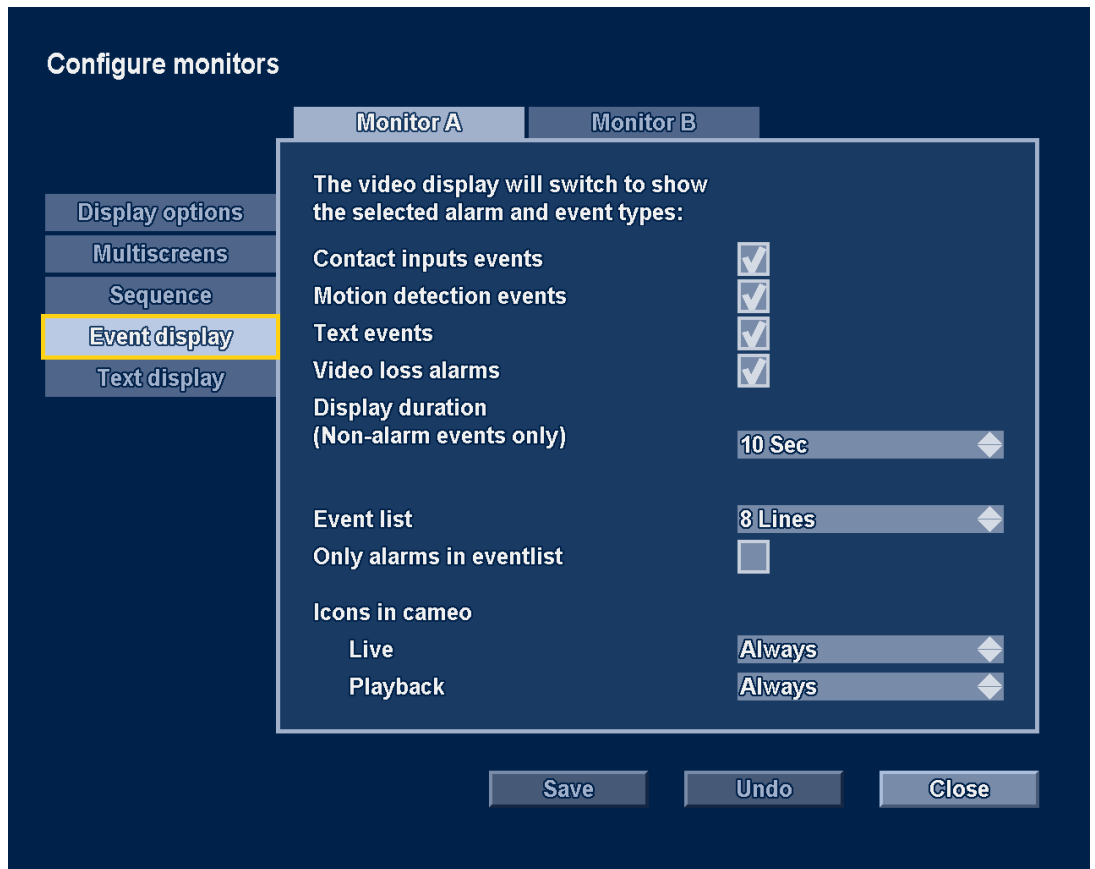 Configure monitors
Monitor A
Monitor B
Display options
Multiscreens
Sequence
Event display
Text display
The video display will switch to show
the selected alarm and event types:
Contact inputs events
Motion detection events
Text events
Video loss alarms
Display duration
(Non-alarm events only)
10 Sec
Event list
8 Lines
Only alarms in eventlist
Icons in cameo
Live
Always
Playback
Always
Save
Undo
Close